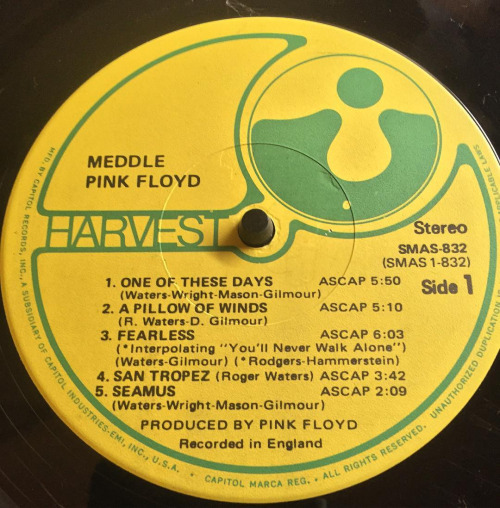 MEDDLE
PINK FLOYD
HARVEST
Stereo
SMAS-832
(SMAS 1-832)
Side 1
1. ONE OF THESE DAYS ASCAP 5:50
(Waters-Wright-Mason-Gilmour)
2. A PILLOW OF WINDS ASCAP 5:10
(R. Waters-D. Gilmour)
3. FEARLESS ASCAP 6:03
(*Interpolating "You'll Never Walk Alone")
(Waters-Gilmour) (*Rodgers-Hammerstein)
4. SAN TROPEZ (Roger Waters) ASCAP 3:42
5. SEAMUS ASCAP 2:09
(Waters-Wright-Mason-Gilmour)
PRODUCED BY PINK FLOYD
Recorded in England
MFD. BY CAPITOL RECORDS, INC., A SUBSIDIARY OF CAPITOL INDUSTRIES-EMI, INC., U.S.A. • CAPITOL MARCA REG. • ALL RIGHTS RESERVED. UNAUTHORIZED DUPLICATION LAWS